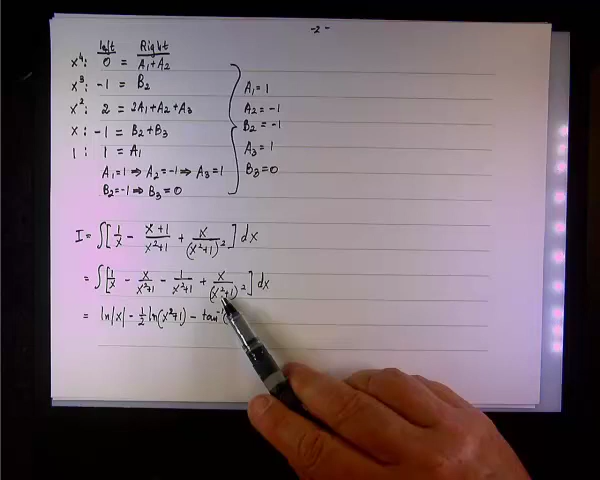 -2-
left Right
x⁴: 0 = A₁+A₂
x³: -1 = B₂
x²: 2 = 2A₁+A₂+A₃
x: -1 = B₂+B₃
1: 1 = A₁
A₁=1 ⇒ A₂=-1 ⇒ A₃=1
B₂=-1 ⇒ B₃=0
A₁=1
A₂=-1
B₂=-1
A₃=1
B₃=0
I = ∫[1/x - (x+1)/(x²+1) + x/(x²+1)²] dx
= ∫[1/x - x/(x²+1) - 1/(x²+1) + x/(x²+1)²] dx
= ln|x| - 1/2 ln(x²+1) - tan⁻¹(